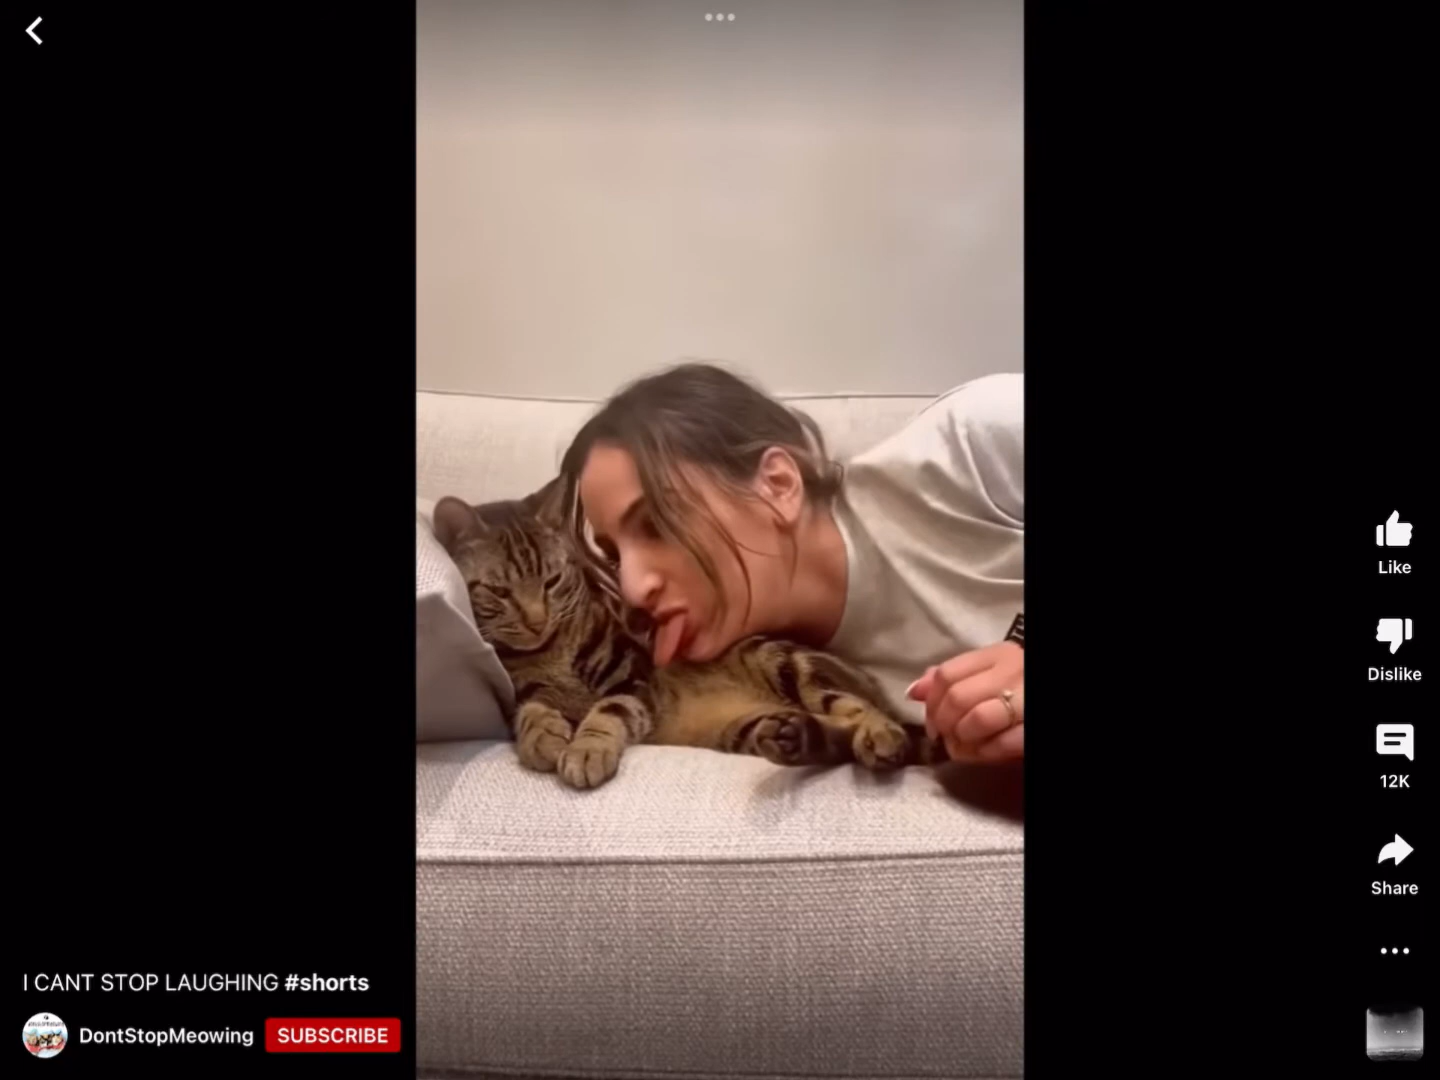 Like
Dislike
12K
Share
I CANT STOP LAUGHING #shorts
DontStopMeowing
SUBSCRIBE